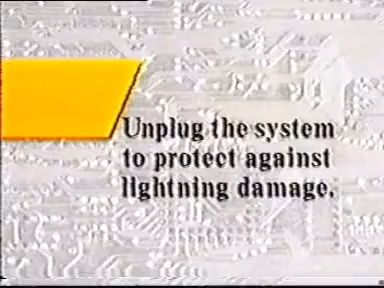 Unplug the system
to protect against
lightning damage.